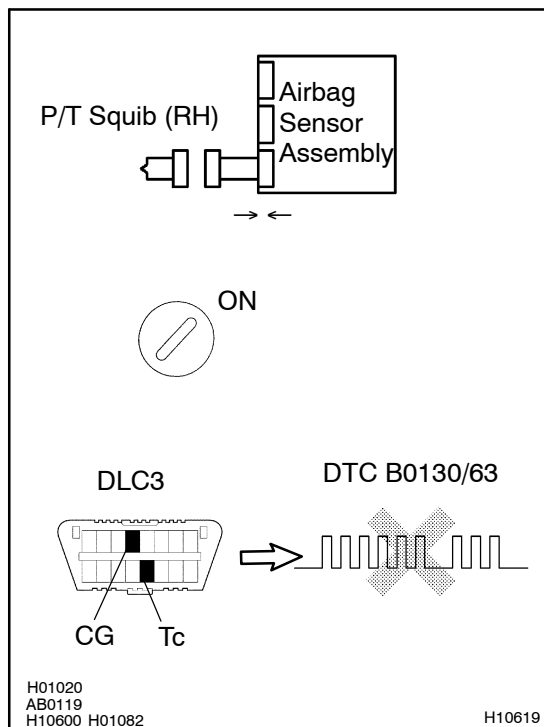 Airbag
Sensor
Assembly
P/T Squib (RH)
ON
DLC3
DTC B0130/63
CG
Tc
H01020
AB0119
H10600 H01082
H10619